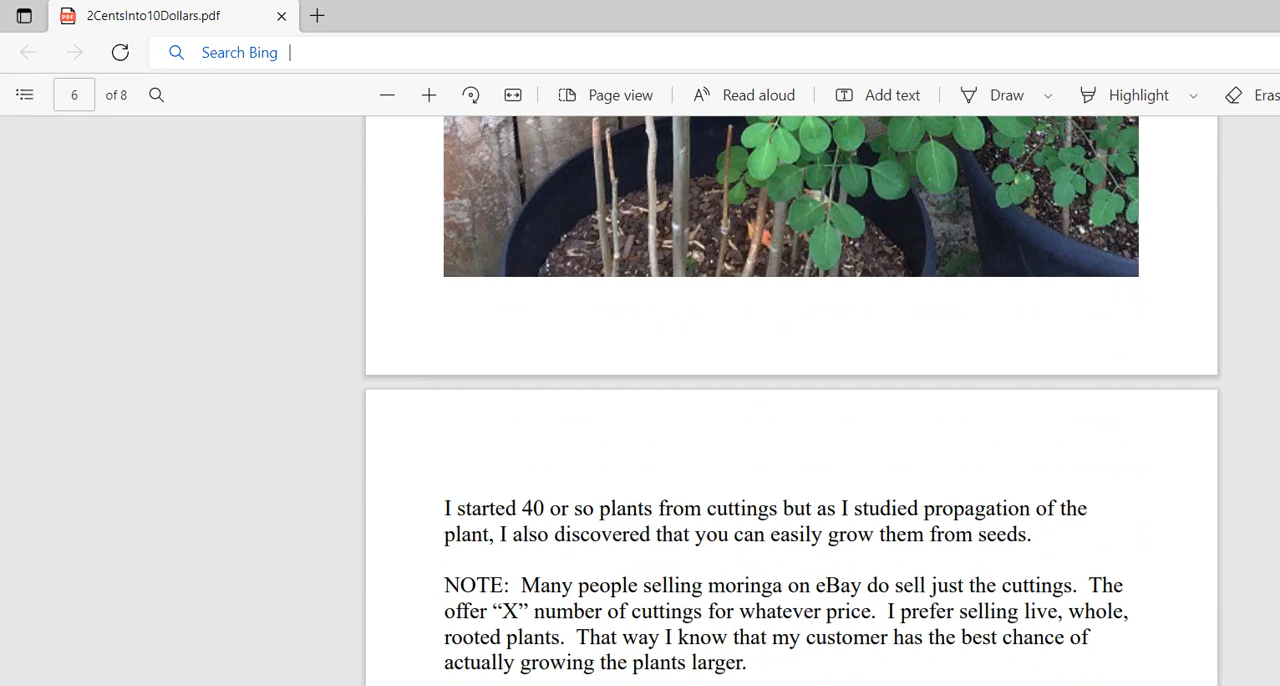 2CentsInto10Dollars.pdf
Search Bing
6 of 8
Page view
Read aloud
Add text
Draw
Highlight
I started 40 or so plants from cuttings but as I studied propagation of the
plant, I also discovered that you can easily grow them from seeds.
NOTE:  Many people selling moringa on eBay do sell just the cuttings.  The
offer “X” number of cuttings for whatever price.  I prefer selling live, whole,
rooted plants.  That way I know that my customer has the best chance of
actually growing the plants larger.